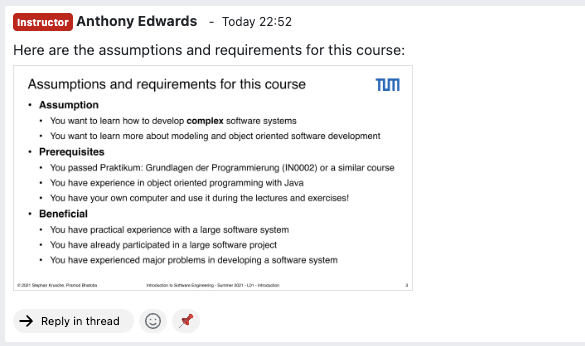 Instructor Anthony Edwards - Today 22:52
Here are the assumptions and requirements for this course:
Assumptions and requirements for this course
TUM
• Assumption
• You want to learn how to develop complex software systems
• You want to learn more about modeling and object oriented software development
• Prerequisites
• You passed Praktikum: Grundlagen der Programmierung (IN0002) or a similar course
• You have experience in object oriented programming with Java
• You have your own computer and use it during the lectures and exercises!
• Beneficial
• You have practical experience with a large software system
• You have already participated in a large software project
• You have experienced major problems in developing a software system
© 2021 Stephan Krusche, Pramod Bhatotia Introduction to Software Engineering - Summer 2021 - L01 - Introduction 3
Reply in thread